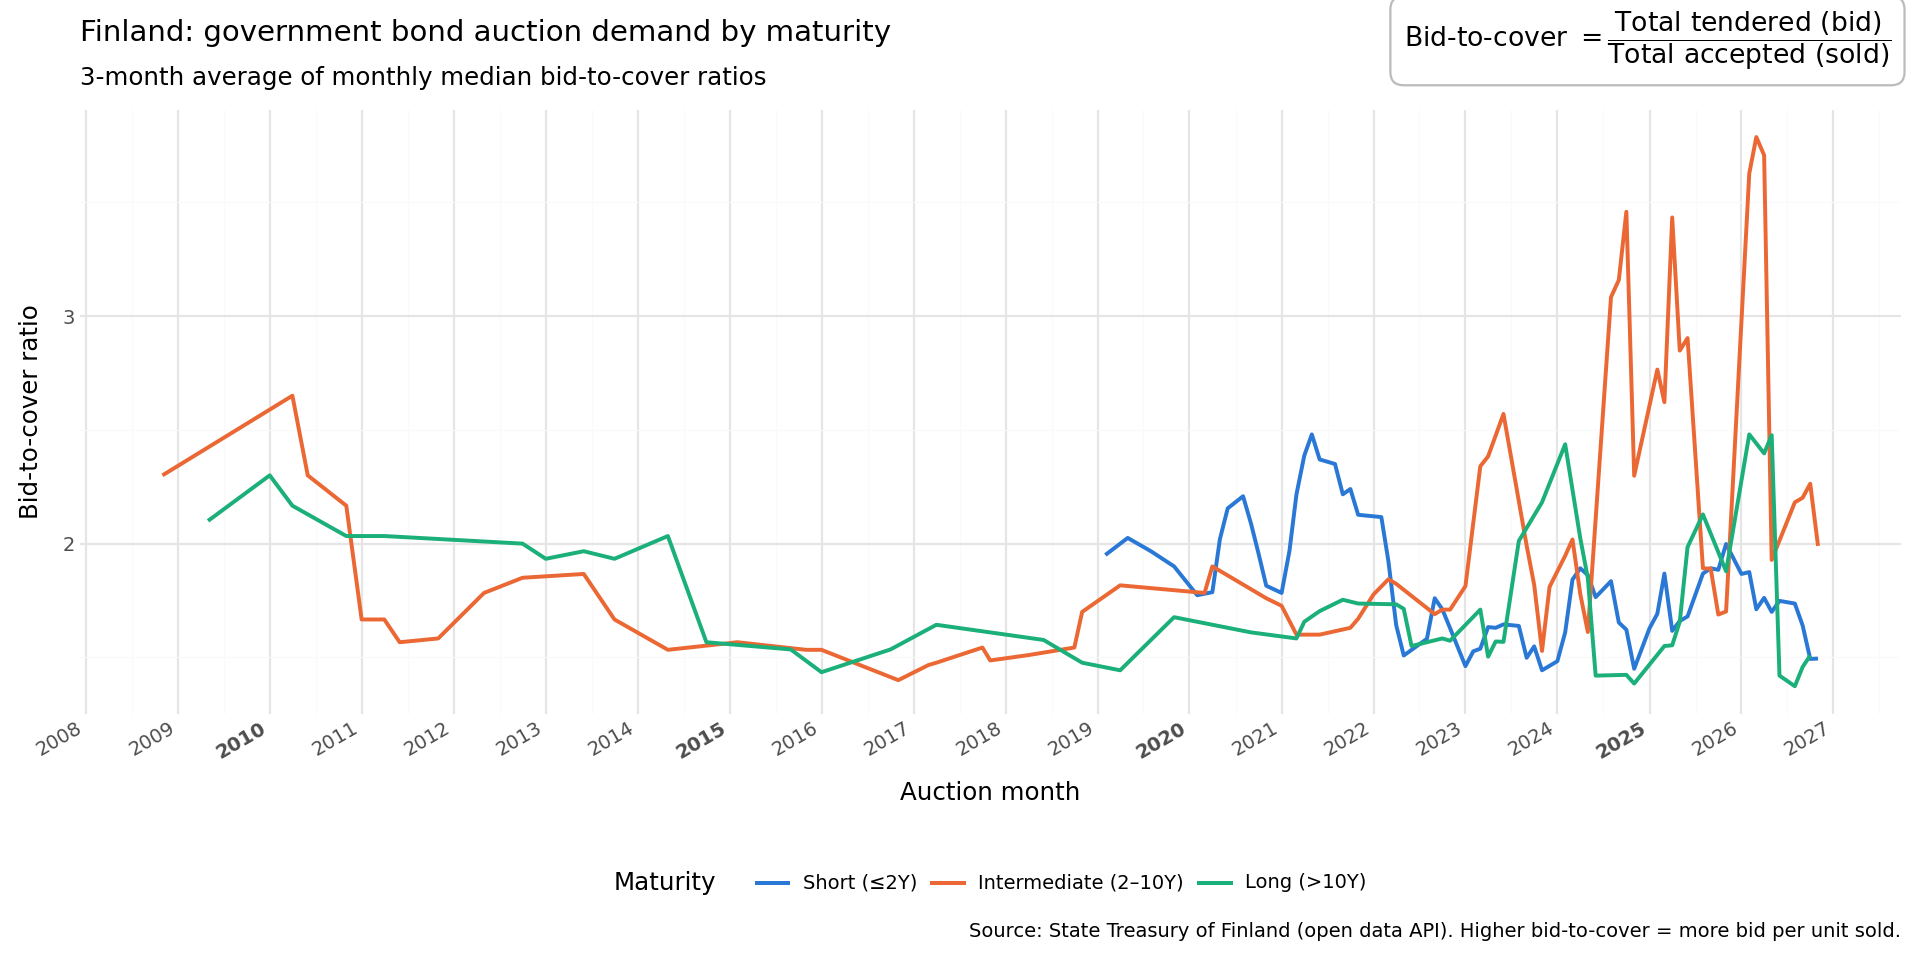 Finland: government bond auction demand by maturity
3-month average of monthly median bid-to-cover ratios
Bid-to-cover = Total tendered (bid)
Total accepted (sold)
Bid-to-cover ratio
3
2
2008 2009 2010 2011 2012 2013 2014 2015 2016 2017 2018 2019 2020 2021 2022 2023 2024 2025 2026 2027
Auction month
Maturity Short (≤2Y) Intermediate (2–10Y) Long (>10Y)
Source: State Treasury of Finland (open data API). Higher bid-to-cover = more bid per unit sold.